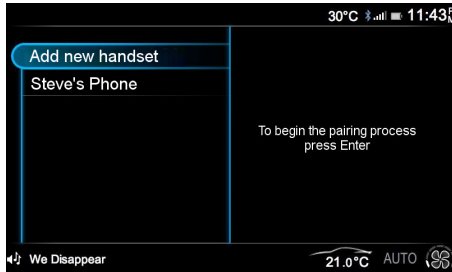 30°C 11:43
Add new handset
Steve's Phone
To begin the pairing process
press Enter
We Disappear
21.0°C AUTO